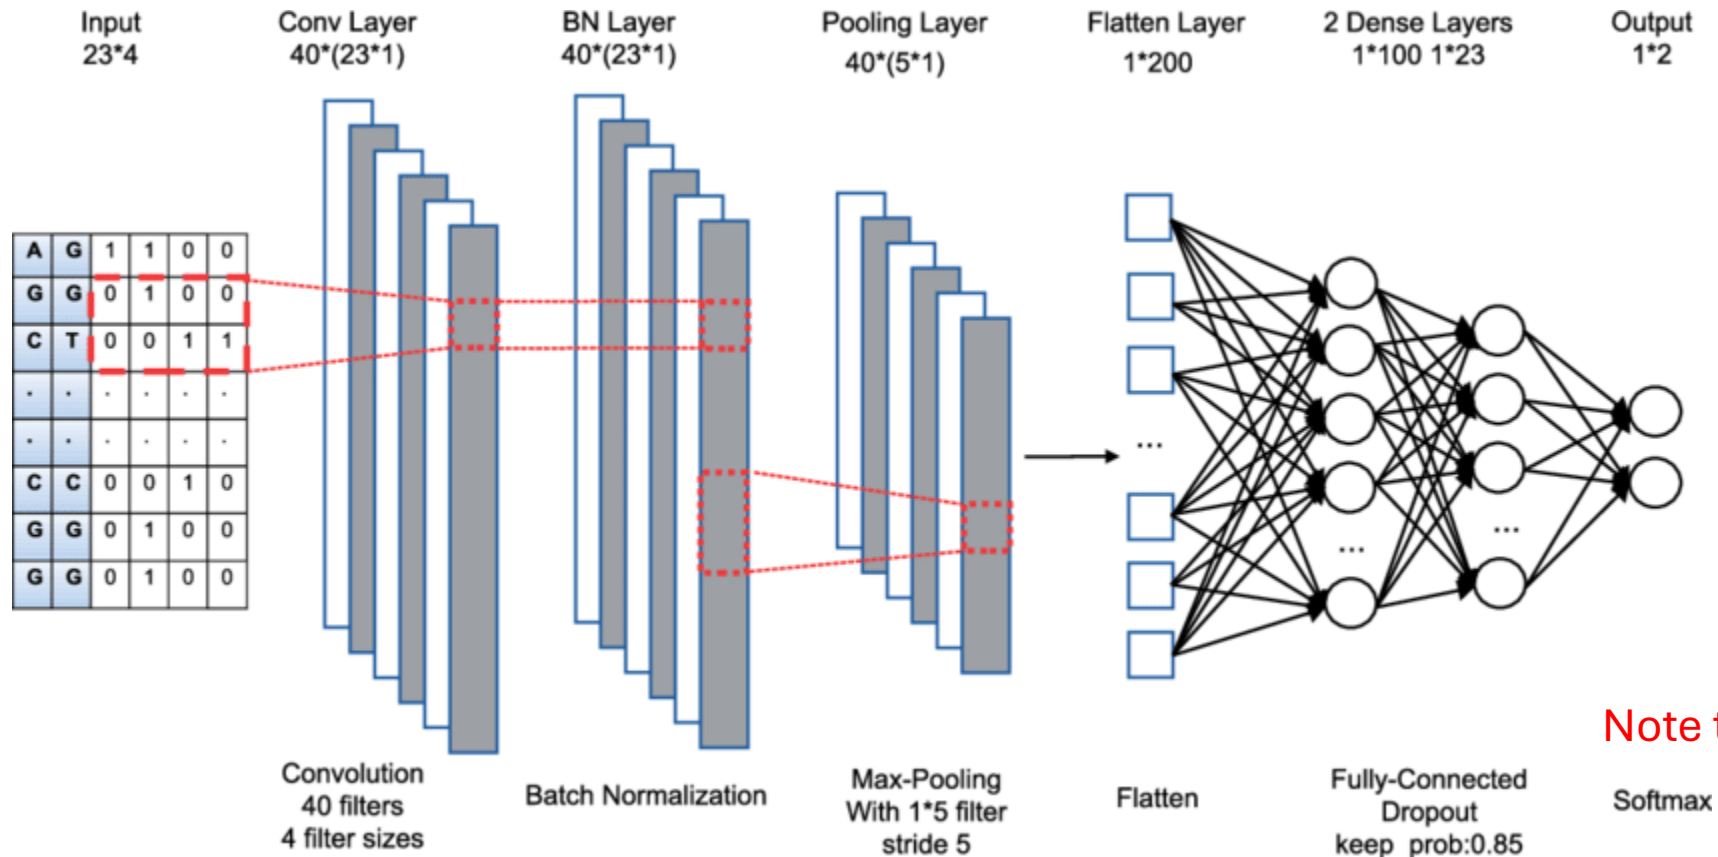 Input
23*4
Conv Layer
40*(23*1)
BN Layer
40*(23*1)
Pooling Layer
40*(5*1)
Flatten Layer
1*200
2 Dense Layers
1*100 1*23
Output
1*2
A G 1 1 0 0
G G 0 1 0 0
C T 0 0 1 1
. . . . . .
. . . . . .
C C 0 0 1 0
G G 0 1 0 0
G G 0 1 0 0
...
...
...
Note
Convolution
40 filters
4 filter sizes
Batch Normalization
Max-Pooling
With 1*5 filter
stride 5
Flatten
Fully-Connected
Dropout
keep_prob:0.85
Softmax